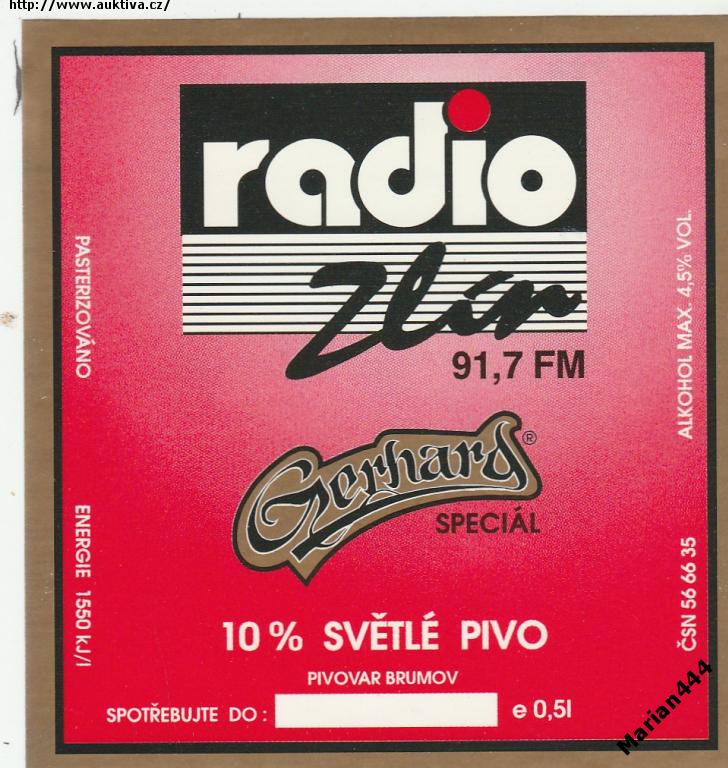 http://www.auktiva.cz/
radio
Zlín
91,7 FM
Gerhard®
SPECIÁL
10% SVĚTLÉ PIVO
PIVOVAR BRUMOV
SPOTŘEBUJTE DO: e 0,5l
PASTERIZOVÁNO
ENERGIE 1550 kJ/l
ALKOHOL MAX. 4,5% VOL.
ČSN 56 66 35
Marian444